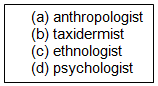 (a) anthropologist
(b) taxidermist
(c) ethnologist
(d) psychologist